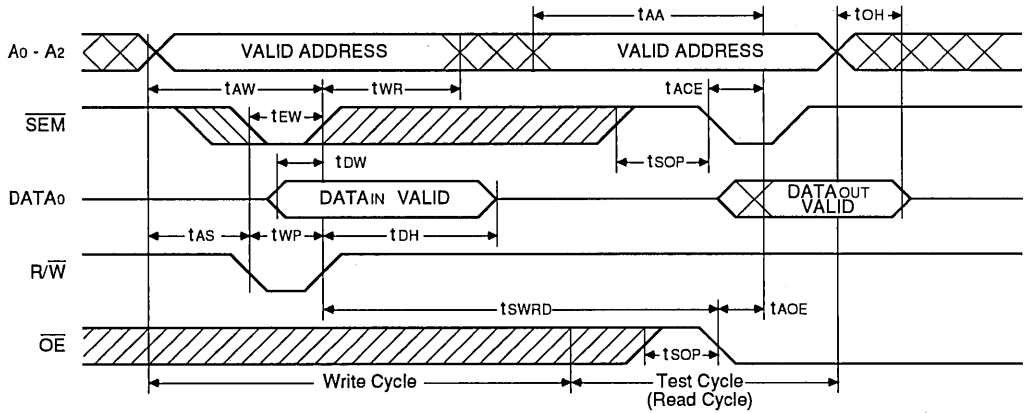 tAA
tOH
A0 - A2
VALID ADDRESS
VALID ADDRESS
tAW
tWR
tACE
SEM
tEW
tSOP
tDW
DATA0
DATAIN VALID
DATAOUT
VALID
tAS
tWP
tDH
R/W
tSWRD
tAOE
OE
tSOP
Write Cycle
Test Cycle
(Read Cycle)